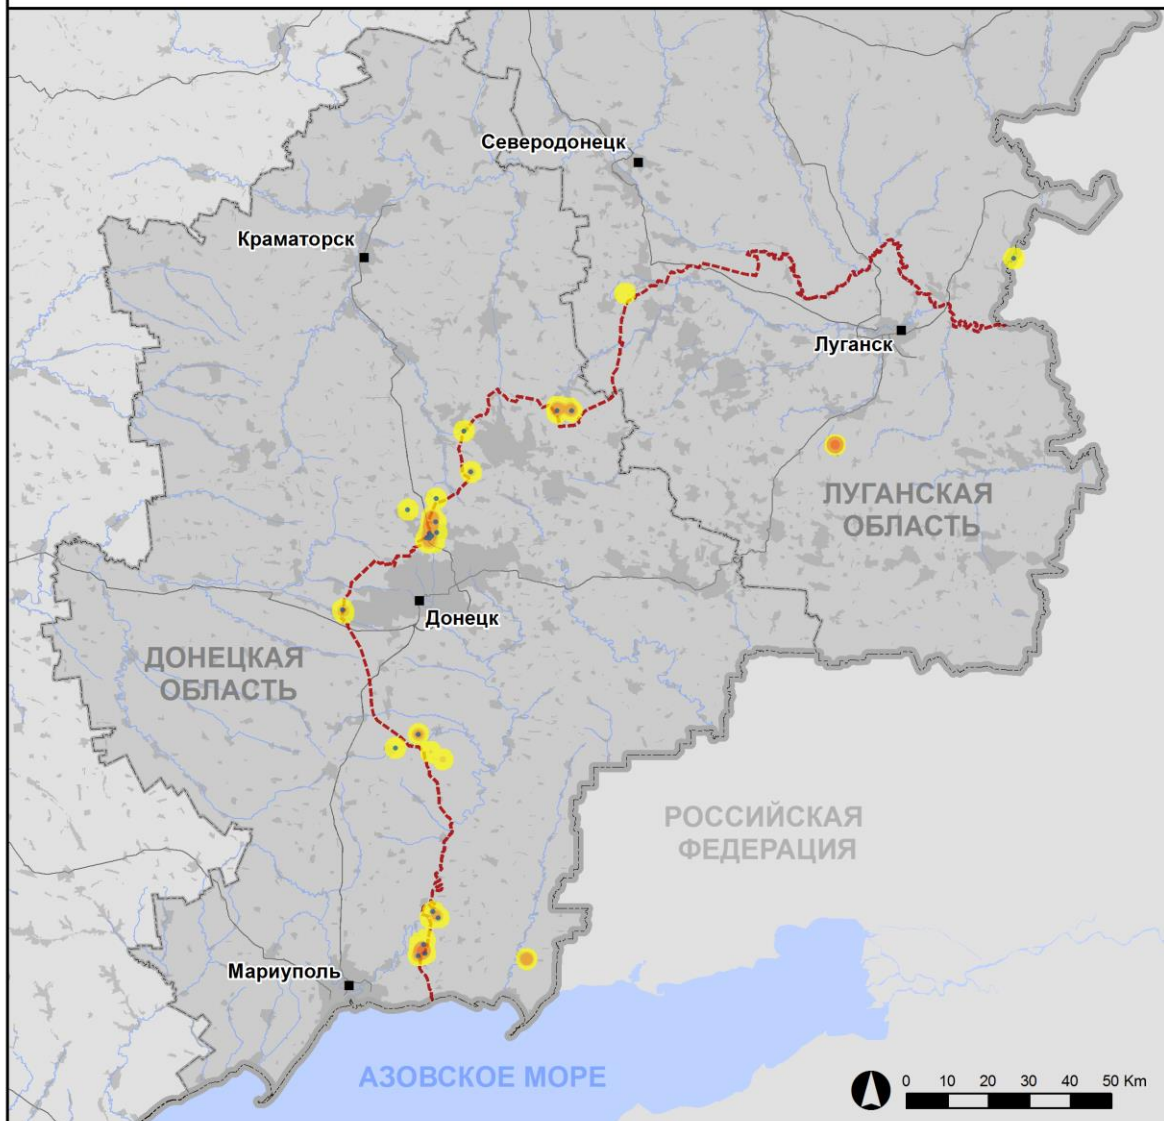 Северодонецк
Краматорск
Луганск
ЛУГАНСКАЯ
ОБЛАСТЬ
Донецк
ДОНЕЦКАЯ
ОБЛАСТЬ
РОССИЙСКАЯ
ФЕДЕРАЦИЯ
Мариуполь
АЗОВСКОЕ МОРЕ
0 10 20 30 40 50 Км